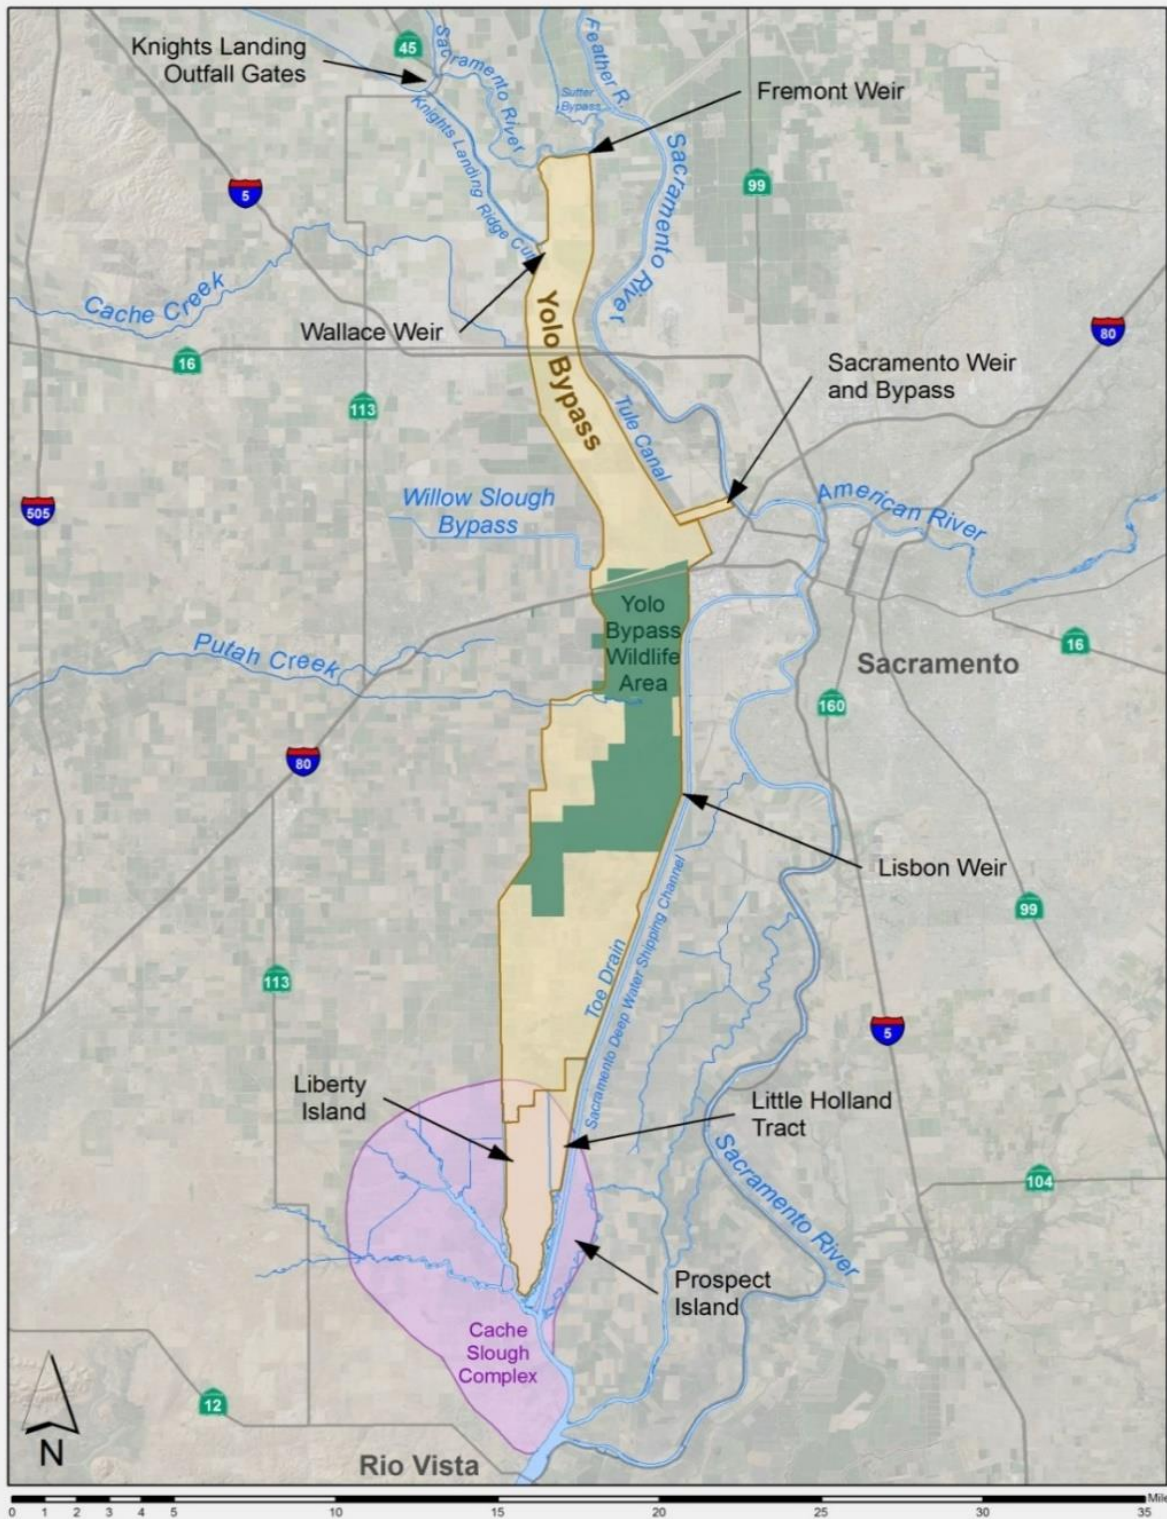 Knights Landing
Outfall Gates
45
Sacramento River
Feather R.
Sutter
Bypass
Fremont Weir
Knights Landing Ridge Cut
Sacramento River
99
5
Cache Creek
Wallace Weir
Yolo Bypass
80
16
Sacramento Weir
and Bypass
113
Tule Canal
Willow Slough
Bypass
American River
505
Yolo
Bypass
Wildlife
Area
Putah Creek
16
Sacramento
160
80
Lisbon Weir
99
113
Toe Drain
Sacramento Deep Water Shipping Channel
5
Liberty
Island
Little Holland
Tract
Sacramento River
104
Prospect
Island
Cache
Slough
Complex
12
N
Rio Vista
0 1 2 3 4 5 10 15 20 25 30 35